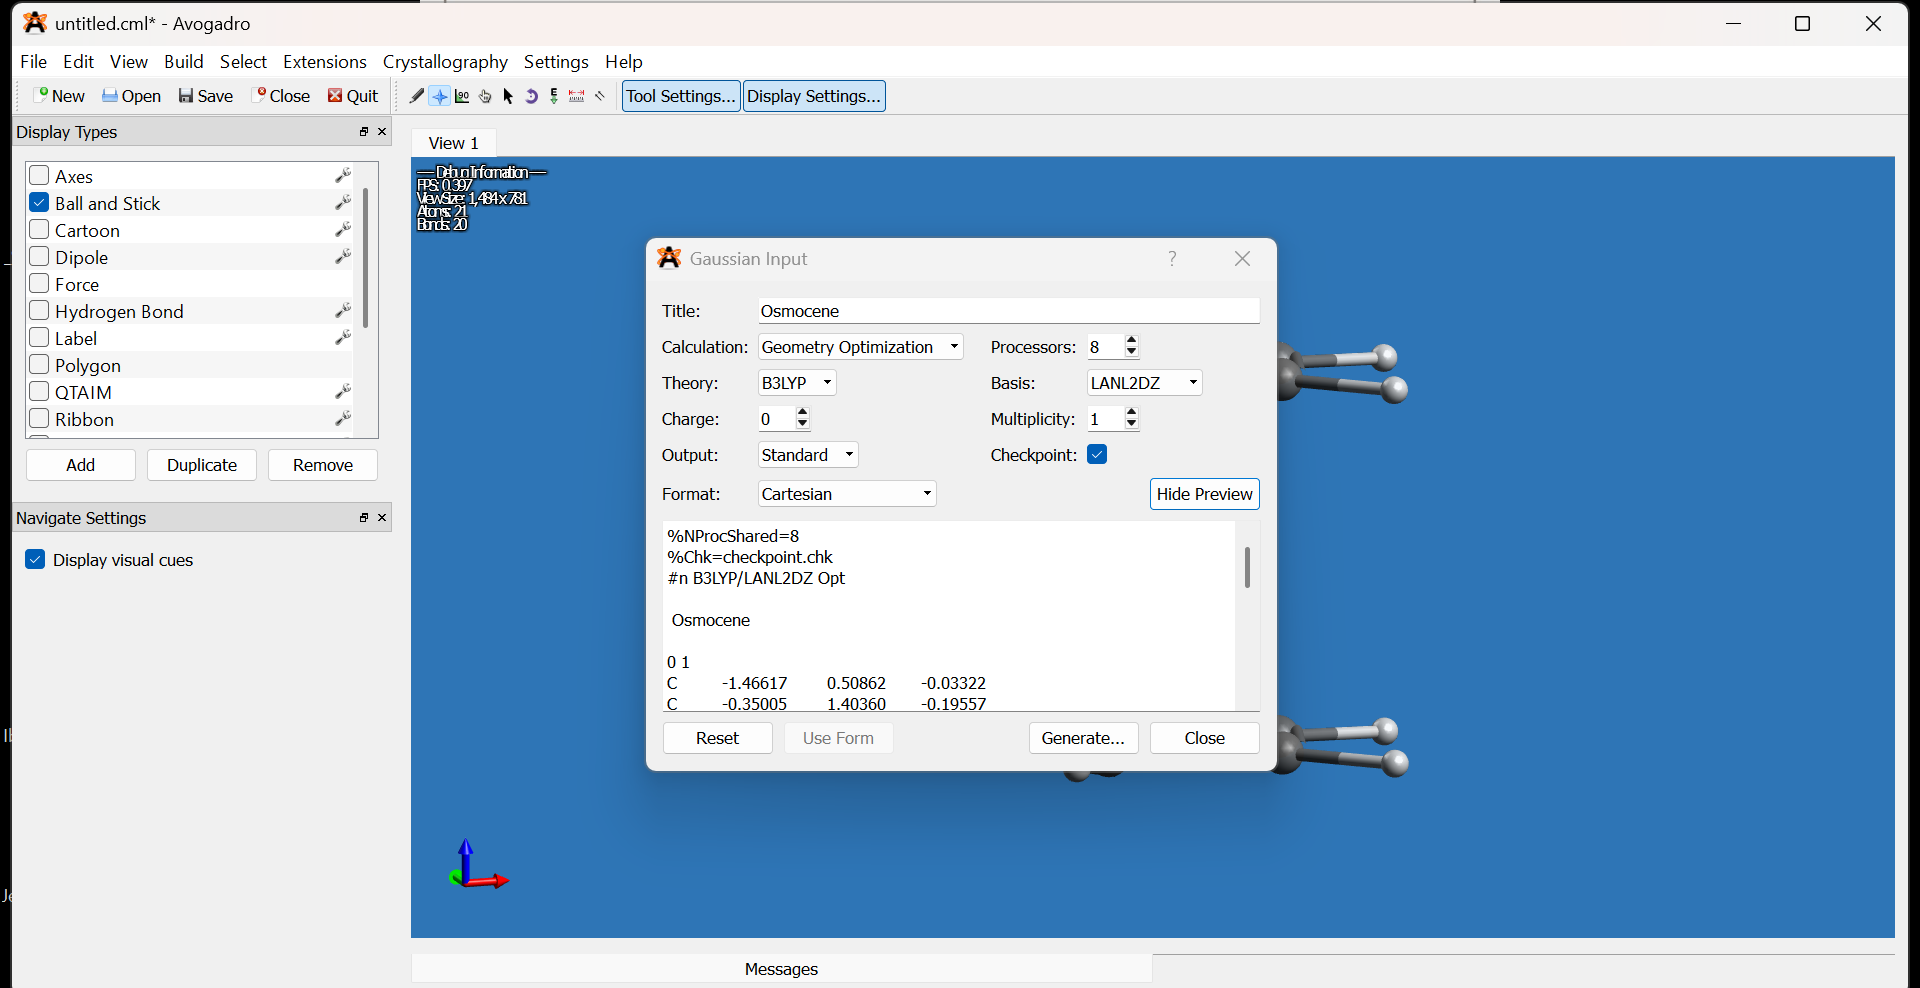 untitled.cml* - Avogadro
File Edit View Build Select Extensions Crystallography Settings Help
New Open Save Close Quit Tool Settings... Display Settings...
Display Types
Axes
Ball and Stick
Cartoon
Dipole
Force
Hydrogen Bond
Label
Polygon
QTAIM
Ribbon
Add Duplicate Remove
Navigate Settings
Display visual cues
View 1
--- Debug Information ---
FPS: 0.397
View Size: 1,484 x 781
Atoms: 21
Bonds: 20
Gaussian Input
Title: Osmocene
Calculation: Geometry Optimization Processors: 8
Theory: B3LYP Basis: LANL2DZ
Charge: 0 Multiplicity: 1
Output: Standard Checkpoint:
Format: Cartesian Hide Preview
%NProcShared=8
%Chk=checkpoint.chk
#n B3LYP/LANL2DZ Opt
Osmocene
0 1
C -1.46617 0.50862 -0.03322
C -0.35005 1.40360 -0.19557
Reset Use Form Generate... Close
Messages